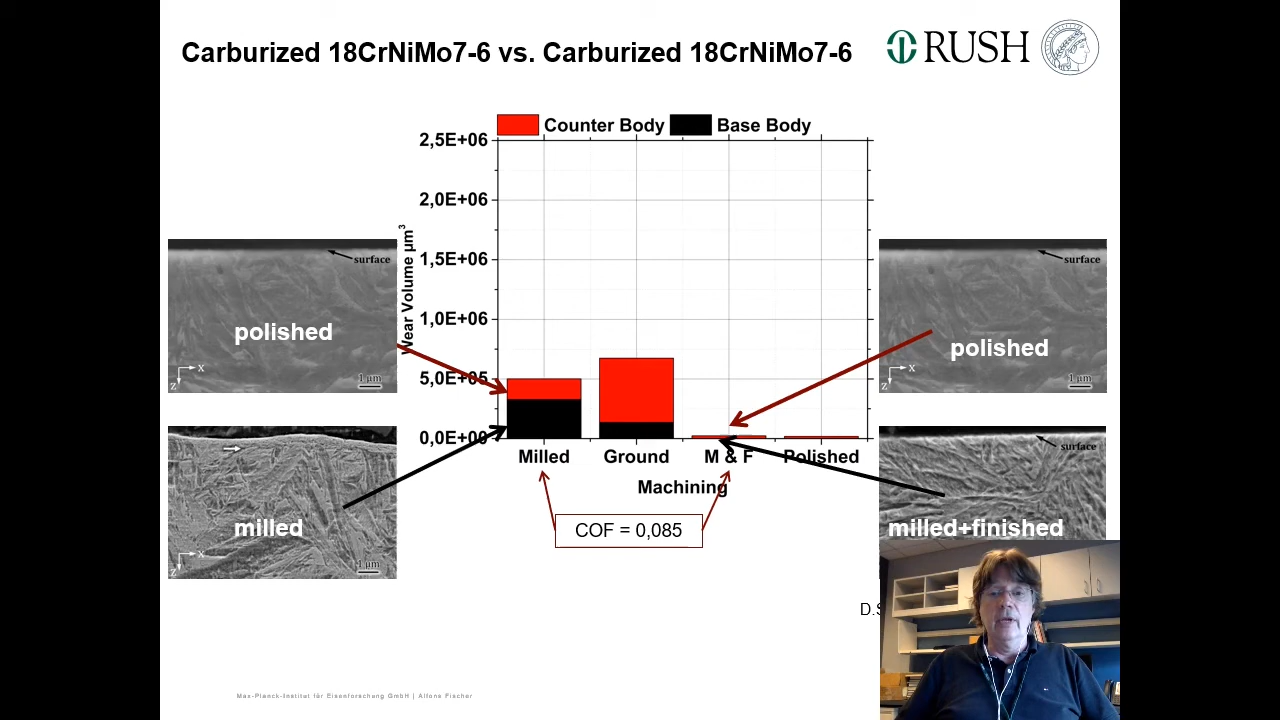 Carburized 18CrNiMo7-6 vs. Carburized 18CrNiMo7-6
RUSH
Counter Body
Base Body
2,5E+06
2,0E+06
1,5E+06
1,0E+06
5,0E+05
0,0E+00
Wear Volume µm³
Milled
Ground
M & F
Polished
Machining
COF = 0,085
surface
polished
x
z
1 µm
milled
x
z
1 µm
surface
polished
x
z
1 µm
surface
milled+finished
D.S
Max-Planck-Institut für Eisenforschung GmbH | Alfons Fischer